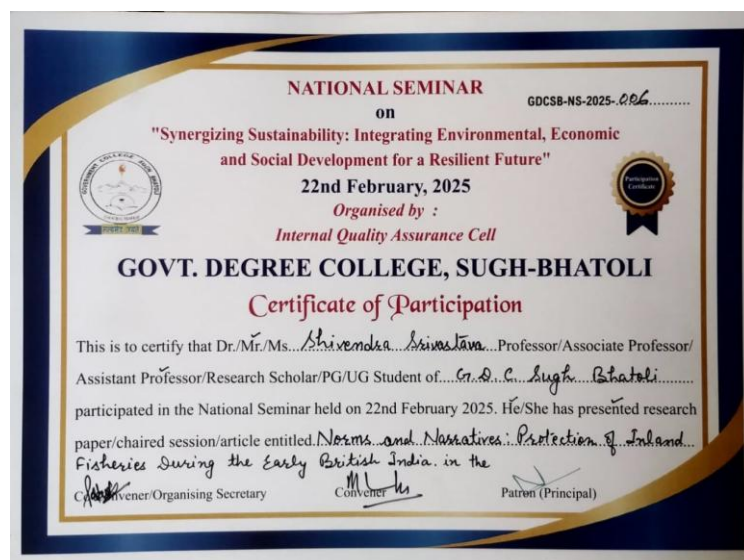 NATIONAL SEMINAR
GDCSB-NS-2025-.006..........
on
"Synergizing Sustainability: Integrating Environmental, Economic
and Social Development for a Resilient Future"
22nd February, 2025
Organised by :
Internal Quality Assurance Cell
Participation
Certificate
GOVT. DEGREE COLLEGE, SUGH-BHATOLI
Certificate of Participation
This is to certify that Dr./Mr./Ms...Shivendra Srivastava...Professor/Associate Professor/
Assistant Professor/Research Scholar/PG/UG Student of....G.D.C. Sugh Bhatoli........
participated in the National Seminar held on 22nd February 2025. He/She has presented research
paper/chaired session/article entitled.Norms and Narratives: Protection of Inland
Fisheries During the Early British India. in the
vener/Organising Secretary
Convener
Patron (Principal)